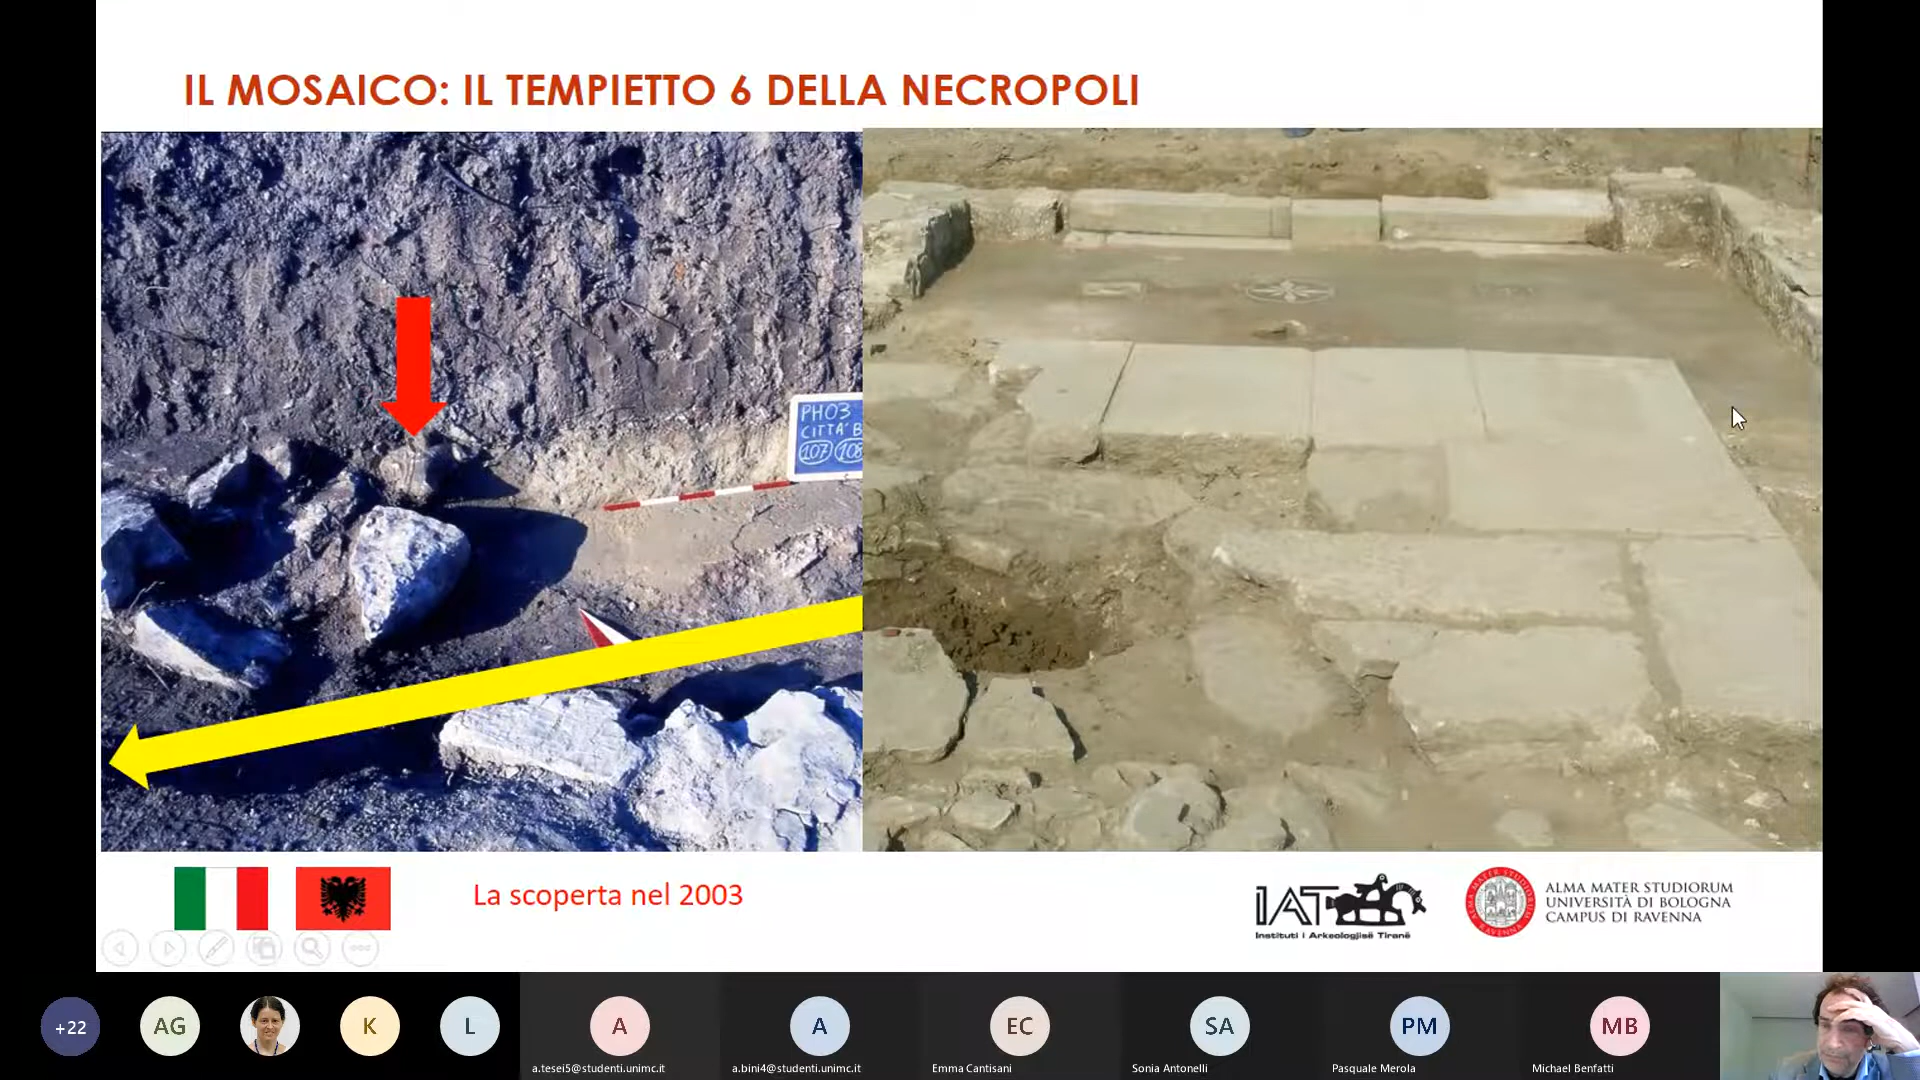 IL MOSAICO: IL TEMPIETTO 6 DELLA NECROPOLI
PH03
CITTA' B
107 108
La scoperta nel 2003
IAT
Instituti i Arkeologjisë Tiranë
ALMA MATER STUDIORUM
UNIVERSITÀ DI BOLOGNA
CAMPUS DI RAVENNA
+22
AG
K
L
A
A
EC
SA
PM
MB
a.tesei5@studenti.unimc.it
a.bini4@studenti.unimc.it
Emma Cantisani
Sonia Antonelli
Pasquale Merola
Michael Benfatti